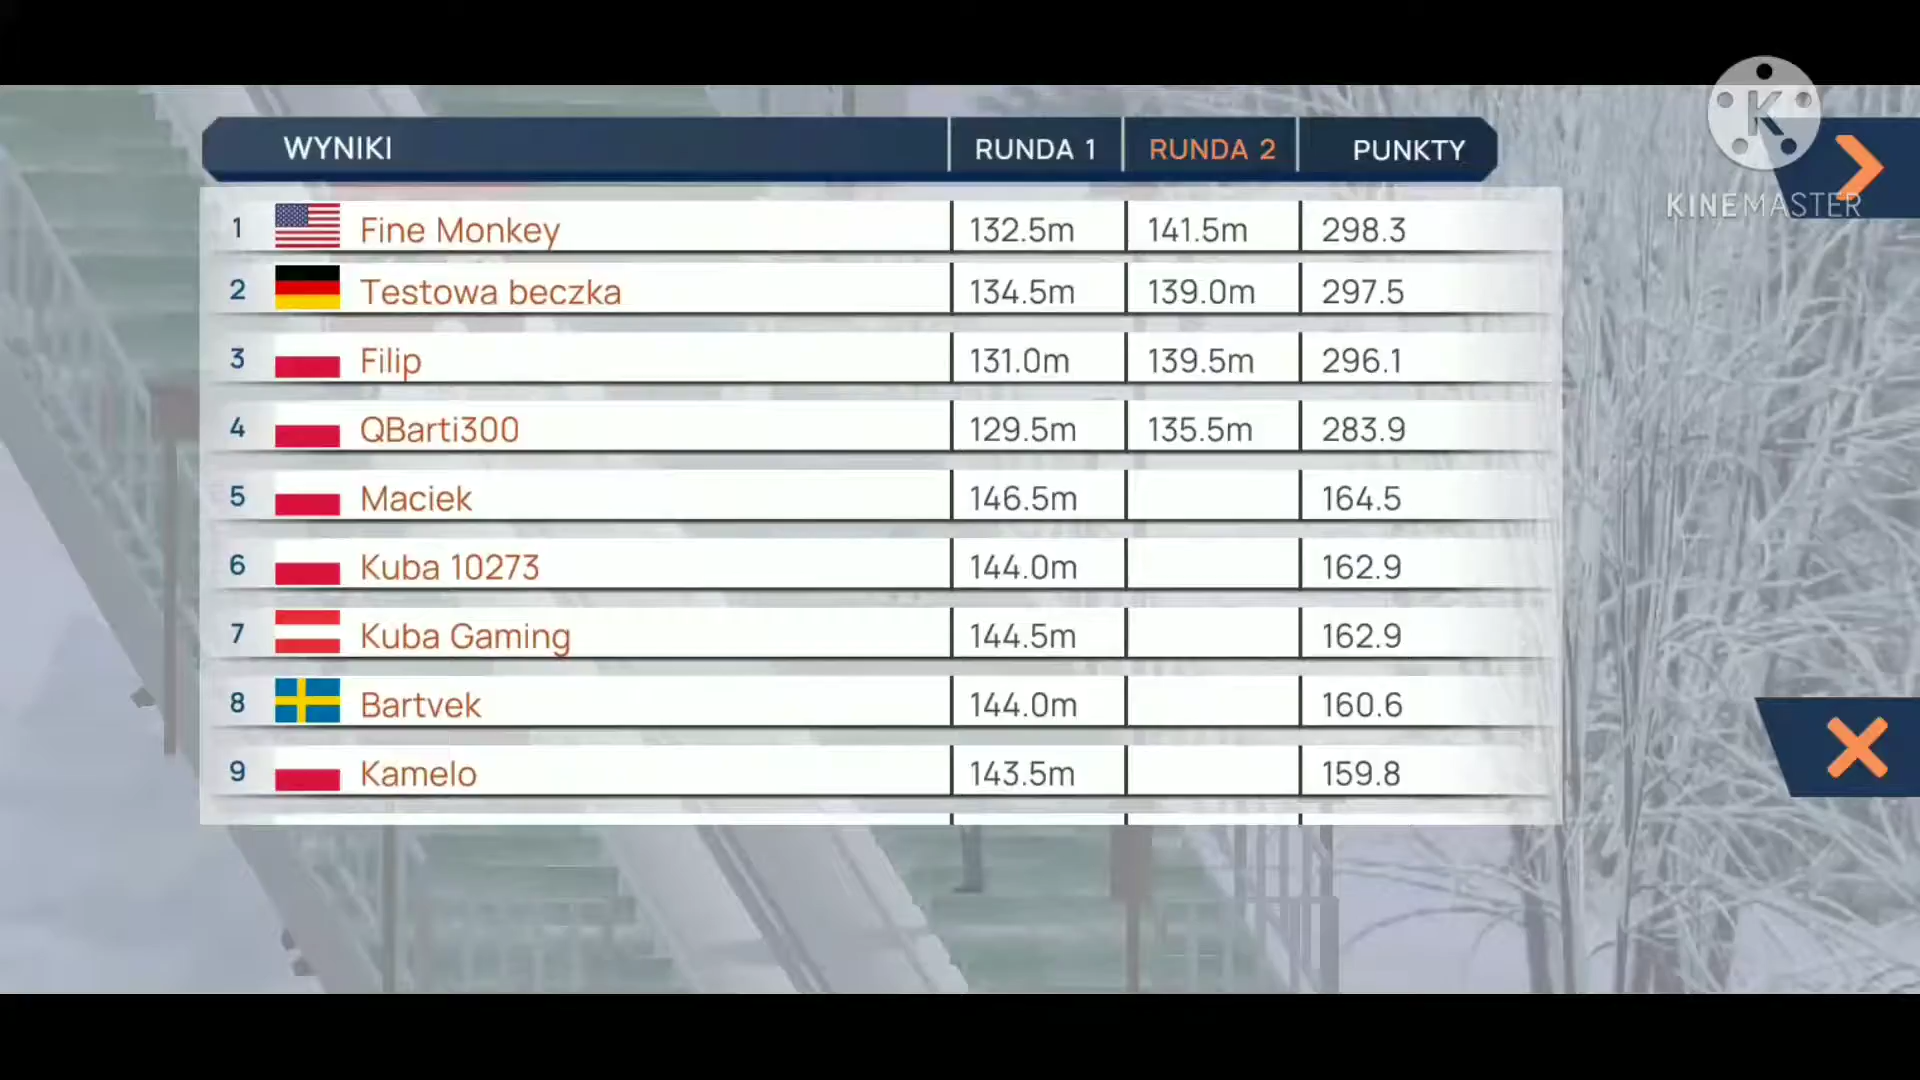 WYNIKI RUNDA 1 RUNDA 2 PUNKTY
1 Fine Monkey 132.5m 141.5m 298.3
2 Testowa beczka 134.5m 139.0m 297.5
3 Filip 131.0m 139.5m 296.1
4 QBarti300 129.5m 135.5m 283.9
5 Maciek 146.5m 164.5
6 Kuba 10273 144.0m 162.9
7 Kuba Gaming 144.5m 162.9
8 Bartvek 144.0m 160.6
9 Kamelo 143.5m 159.8
K
KINEMASTER